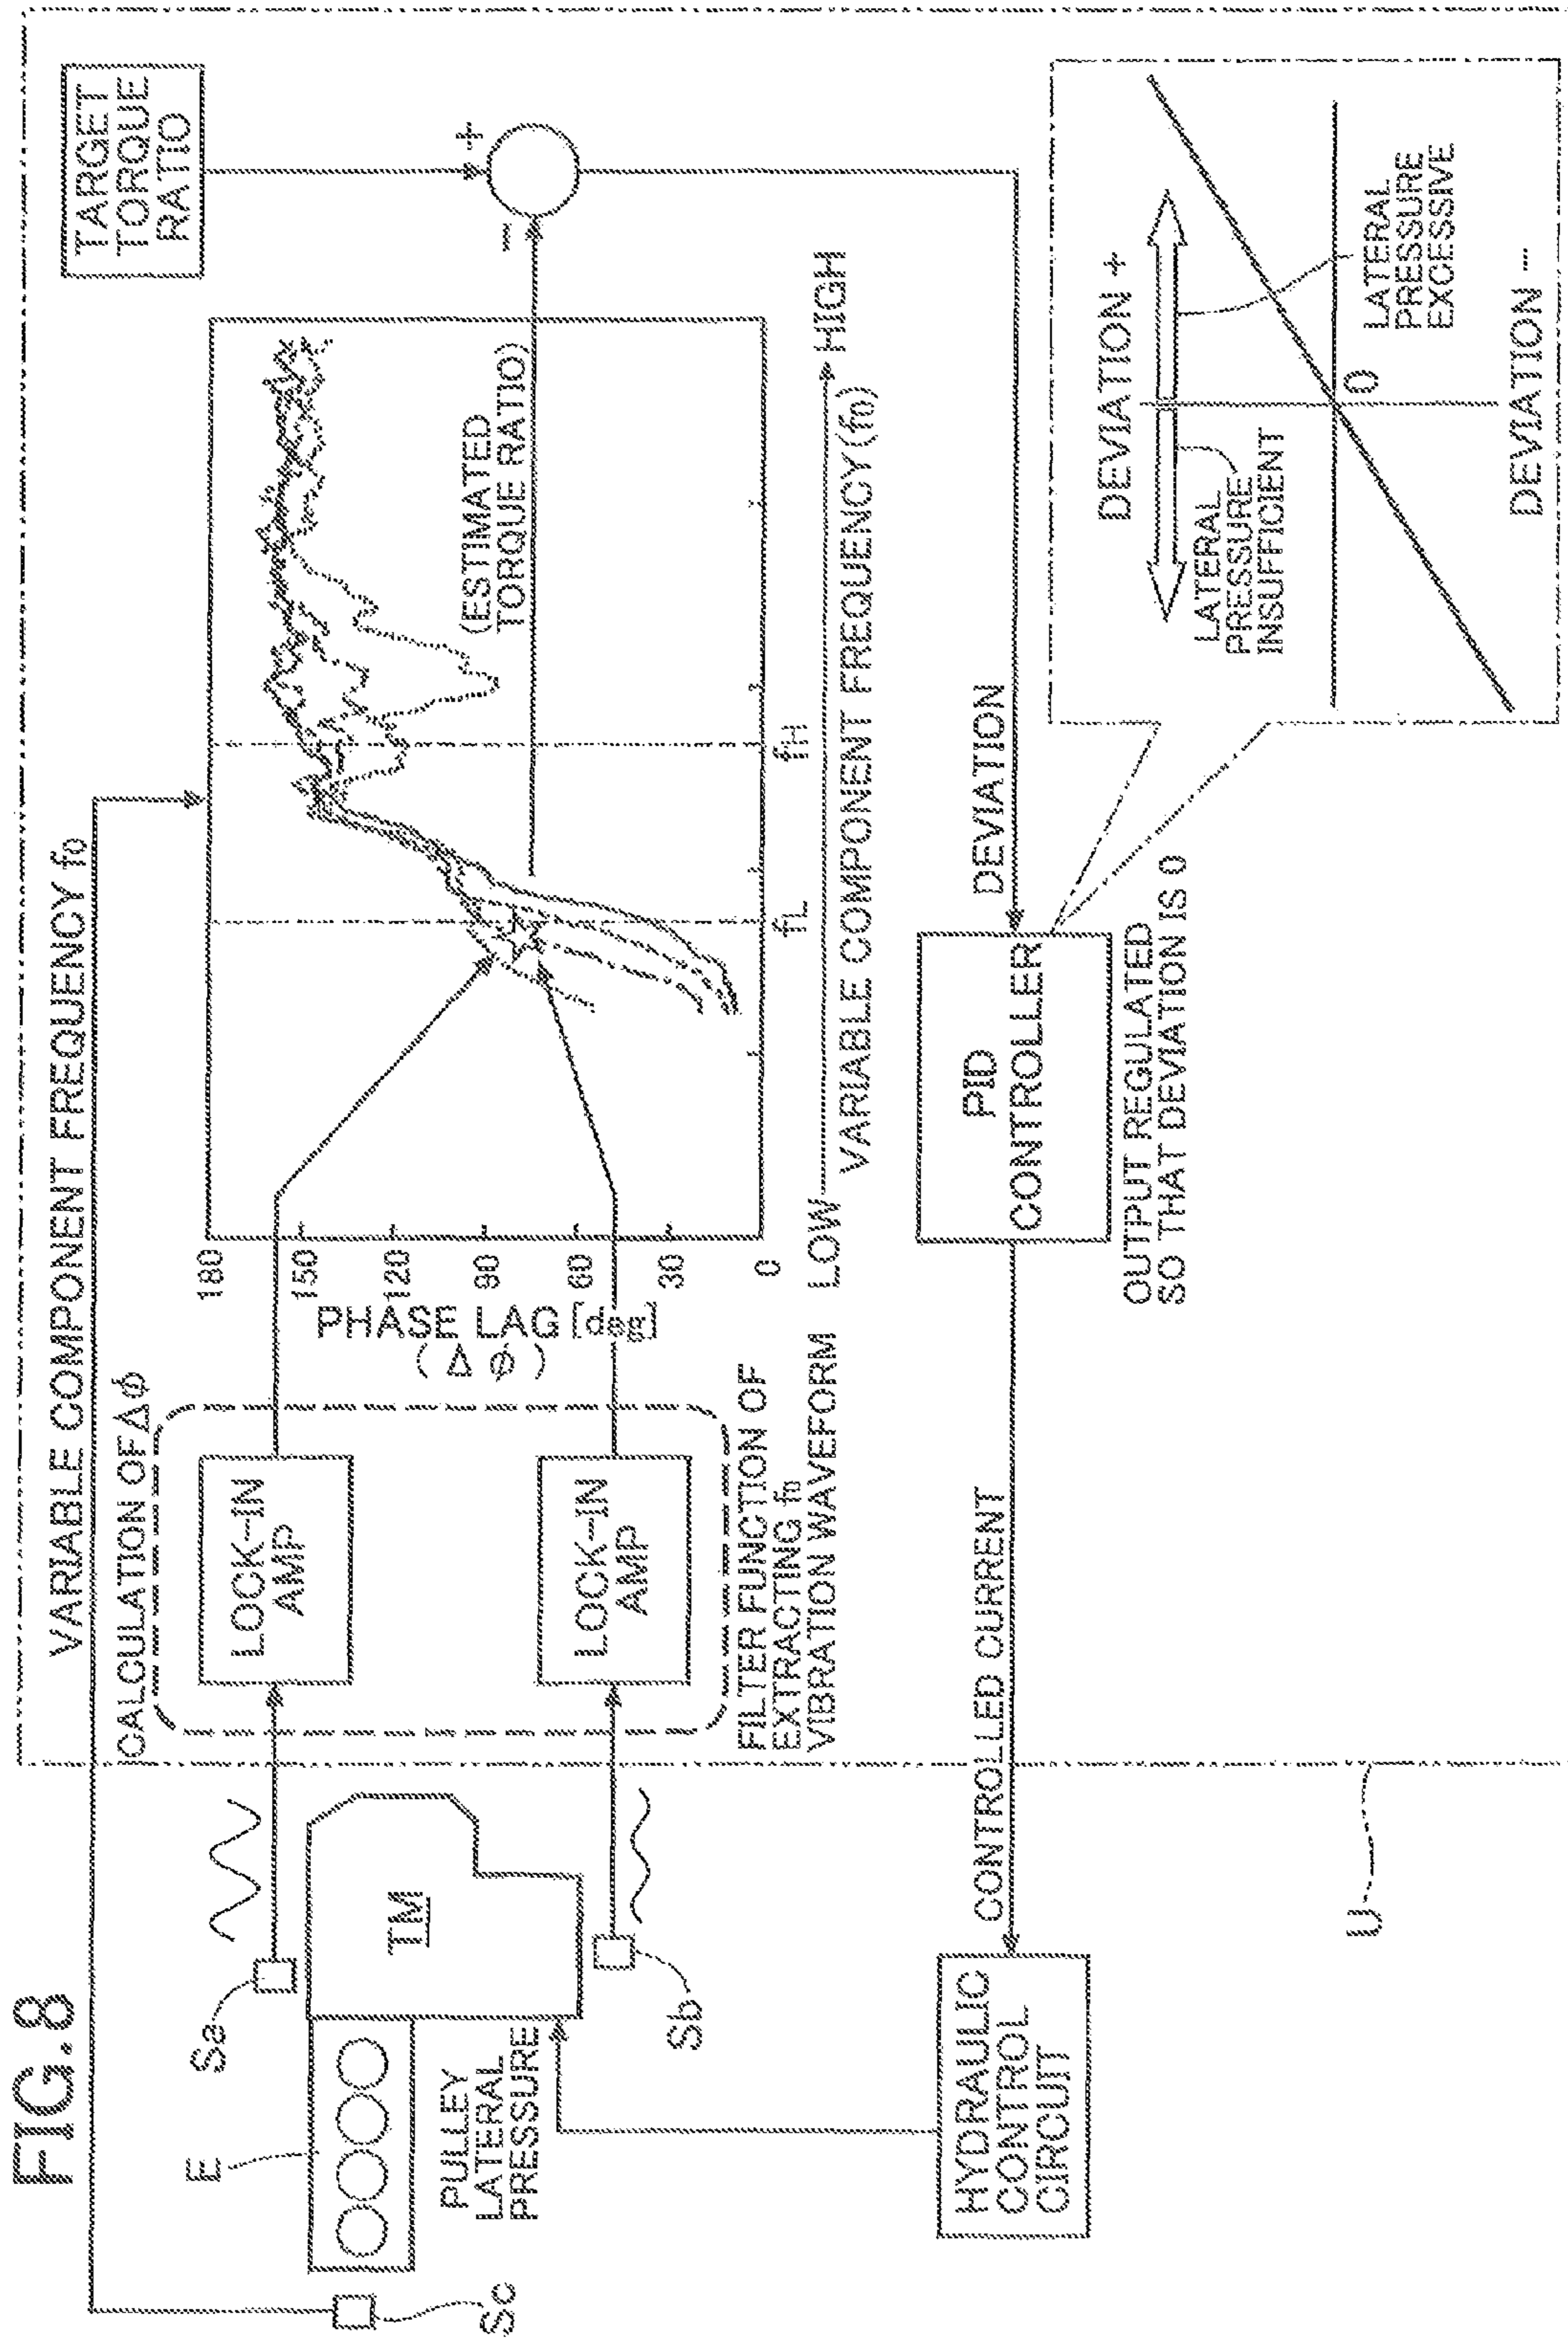 FIG.8
VARIABLE COMPONENT FREQUENCY f0
CALCULATION OF Δφ
TARGET
TORQUE
RATIO
+
−
Sa
E
Sc
TM
Sb
PULLEY
LATERAL
PRESSURE
LOCK-IN
AMP
LOCK-IN
AMP
FILTER FUNCTION OF
EXTRACTING f0
VIBRATION WAVEFORM
180
150
120
90
60
30
0
PHASE LAG [deg]
( Δ φ )
(ESTIMATED
TORQUE RATIO)
fL
fH
LOW
HIGH
VARIABLE COMPONENT FREQUENCY(f0)
DEVIATION
PID
CONTROLLER
OUTPUT REGULATED
SO THAT DEVIATION IS 0
CONTROLLED CURRENT
HYDRAULIC
CONTROL
CIRCUIT
U
DEVIATION +
LATERAL
PRESSURE
INSUFFICIENT
0
LATERAL
PRESSURE
EXCESSIVE
DEVIATION −